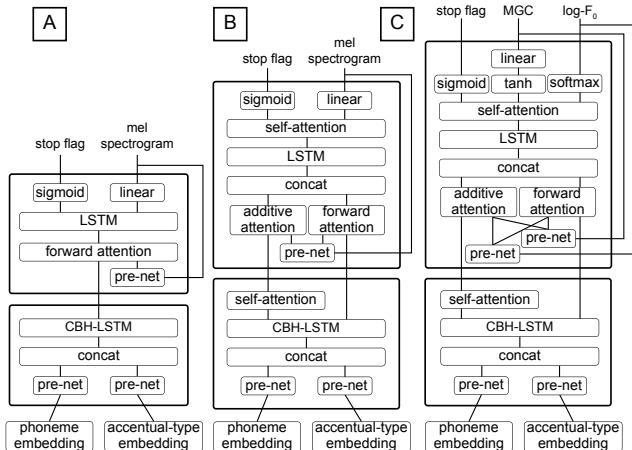 A
stop flag
mel
spectrogram
sigmoid
linear
LSTM
forward attention
pre-net
CBH-LSTM
concat
pre-net
pre-net
phoneme
embedding
accentual-type
embedding
B
stop flag
mel
spectrogram
sigmoid
linear
self-attention
LSTM
concat
additive
attention
forward
attention
pre-net
self-attention
CBH-LSTM
concat
pre-net
pre-net
phoneme
embedding
accentual-type
embedding
C
stop flag
MGC
log-F₀
linear
sigmoid
tanh
softmax
self-attention
LSTM
concat
additive
attention
forward
attention
pre-net
pre-net
self-attention
CBH-LSTM
concat
pre-net
pre-net
phoneme
embedding
accentual-type
embedding